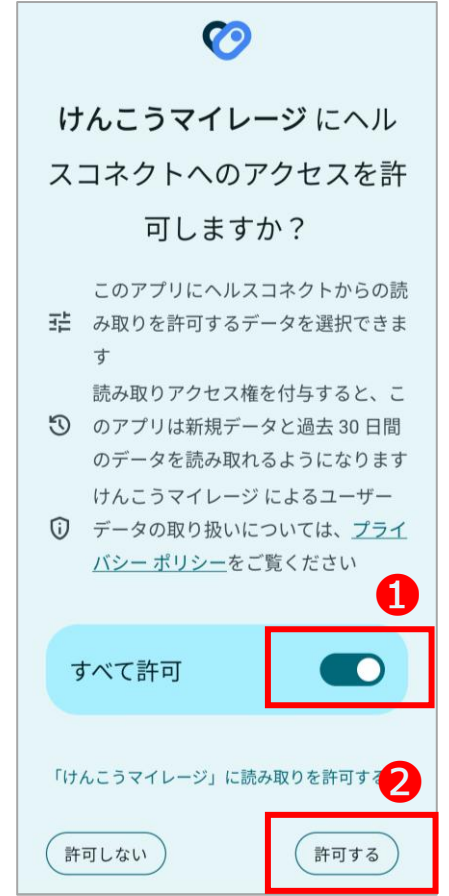 けんこうマイレージ にヘル
スコネクトへのアクセスを許
可しますか？
このアプリにヘルスコネクトからの読
み取りを許可するデータを選択できま
す
読み取りアクセス権を付与すると、こ
のアプリは新規データと過去 30 日間
のデータを読み取れるようになります
けんこうマイレージ によるユーザー
データの取り扱いについては、プライ
バシー ポリシーをご覧ください
1
すべて許可
「けんこうマイレージ」に読み取りを許可する
2
許可しない
許可する